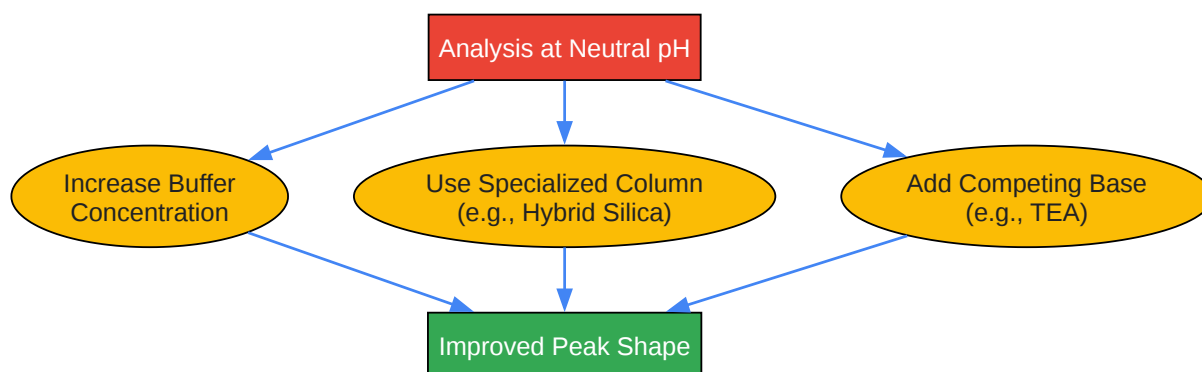 Analysis at Neutral pH
Increase Buffer
Concentration
Use Specialized Column
(e.g., Hybrid Silica)
Add Competing Base
(e.g., TEA)
Improved Peak Shape